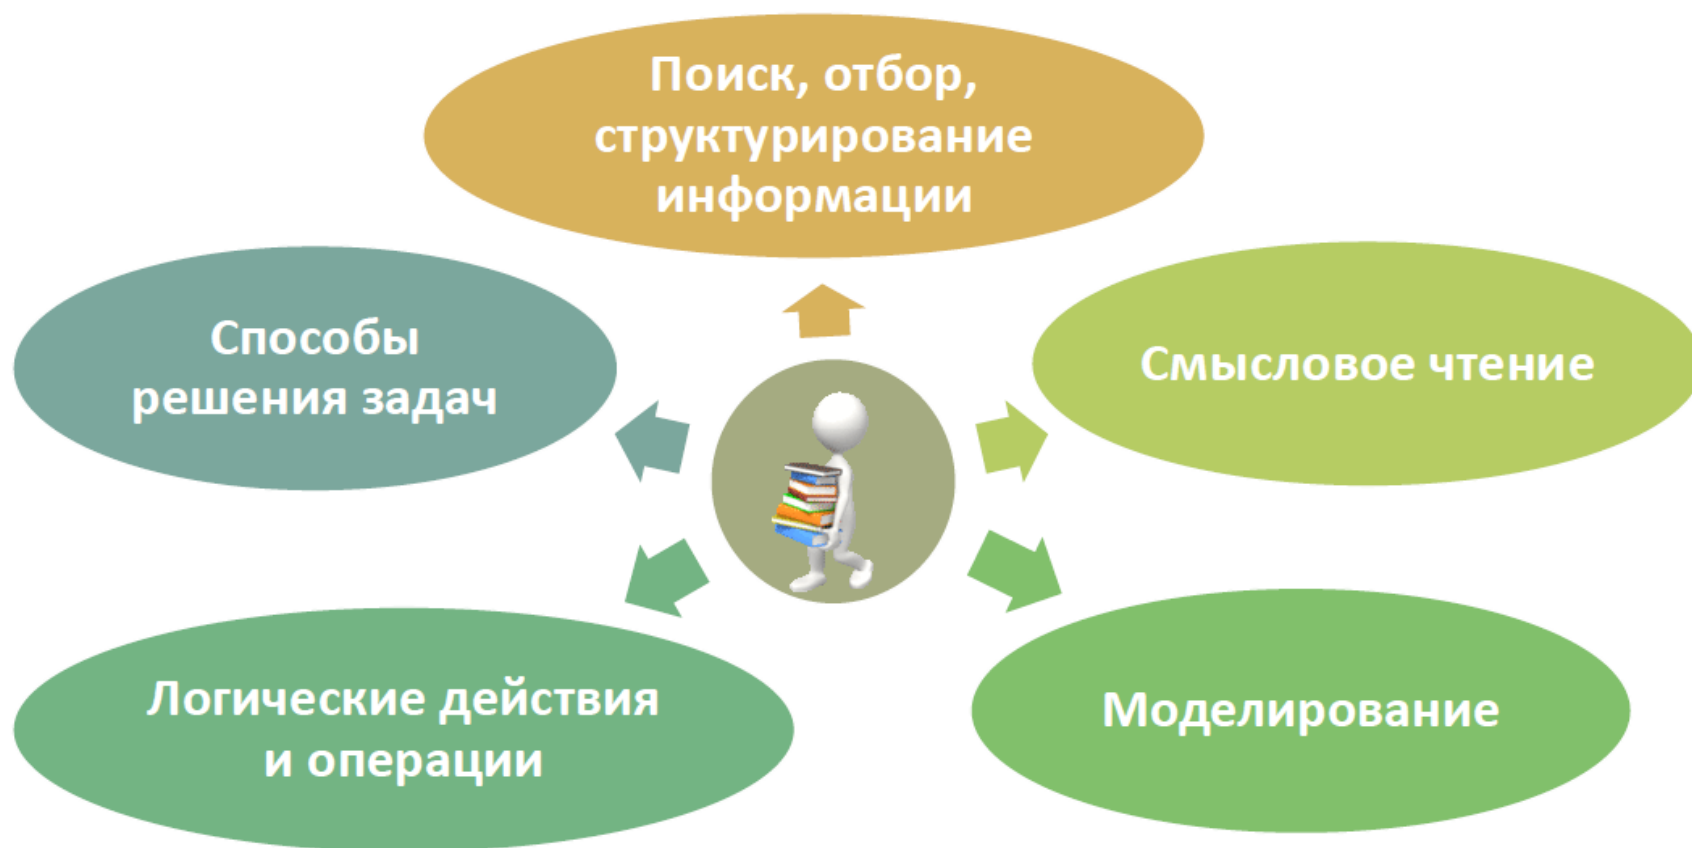 Поиск, отбор,
структурирование
информации
Способы
решения задач
Смысловое чтение
Логические действия
и операции
Моделирование